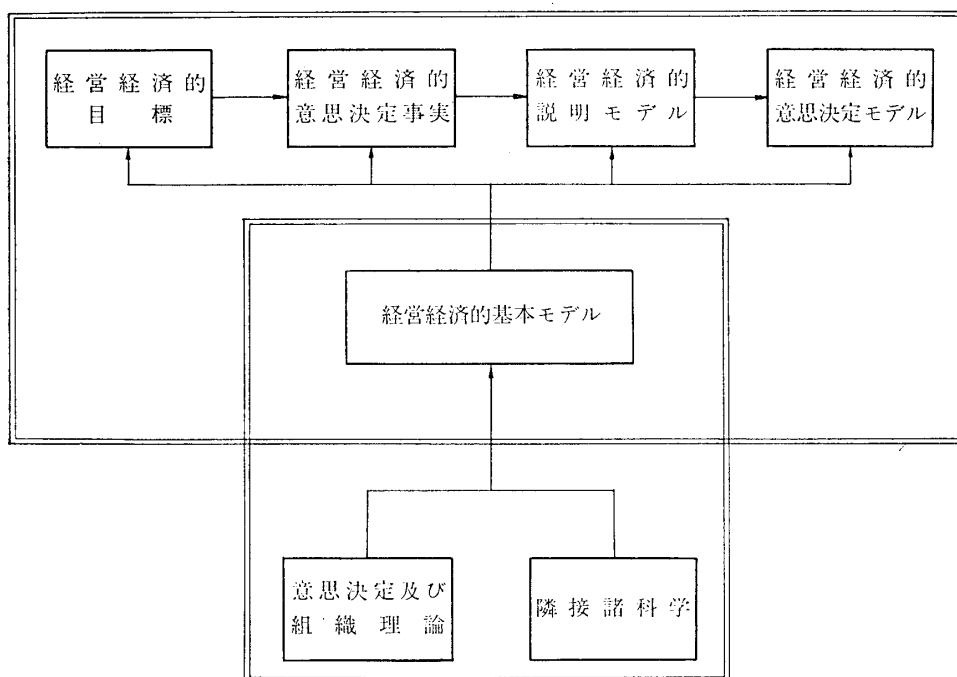 経営経済的
目標
経営経済的
意思決定事実
経営経済的
説明モデル
経営経済的
意思決定モデル
経営経済的基本モデル
意思決定及び
組織理論
隣接諸科学